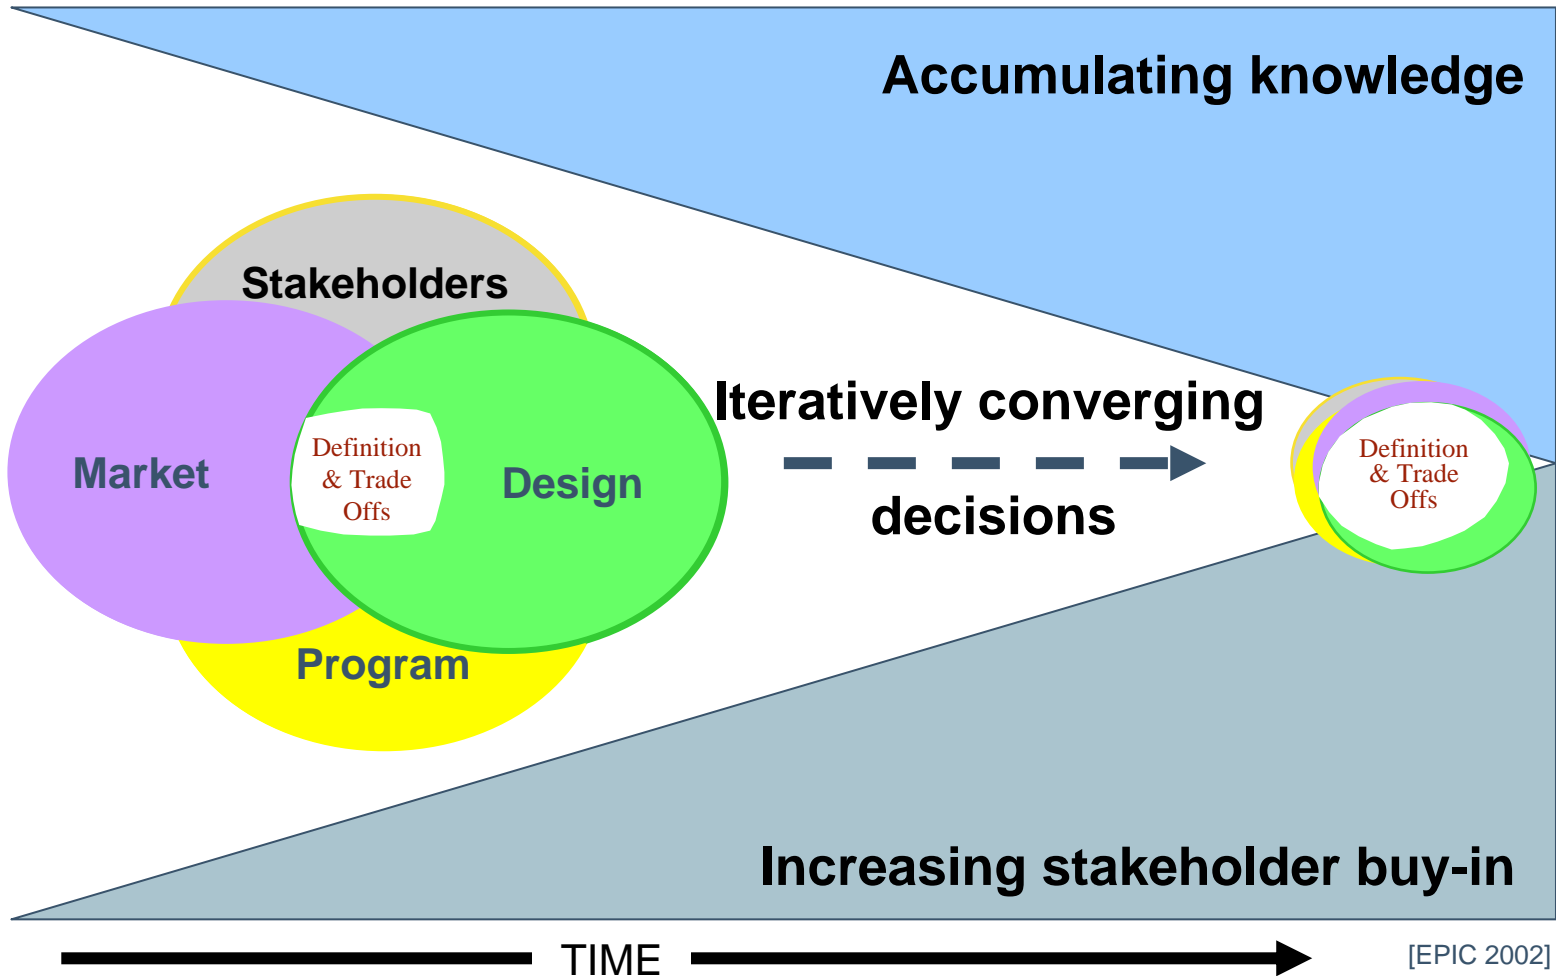 Accumulating knowledge
Stakeholders
Market
Definition
& Trade
Offs
Design
Program
Iteratively converging
decisions
Definition
& Trade
Offs
Increasing stakeholder buy-in
TIME
[EPIC 2002]